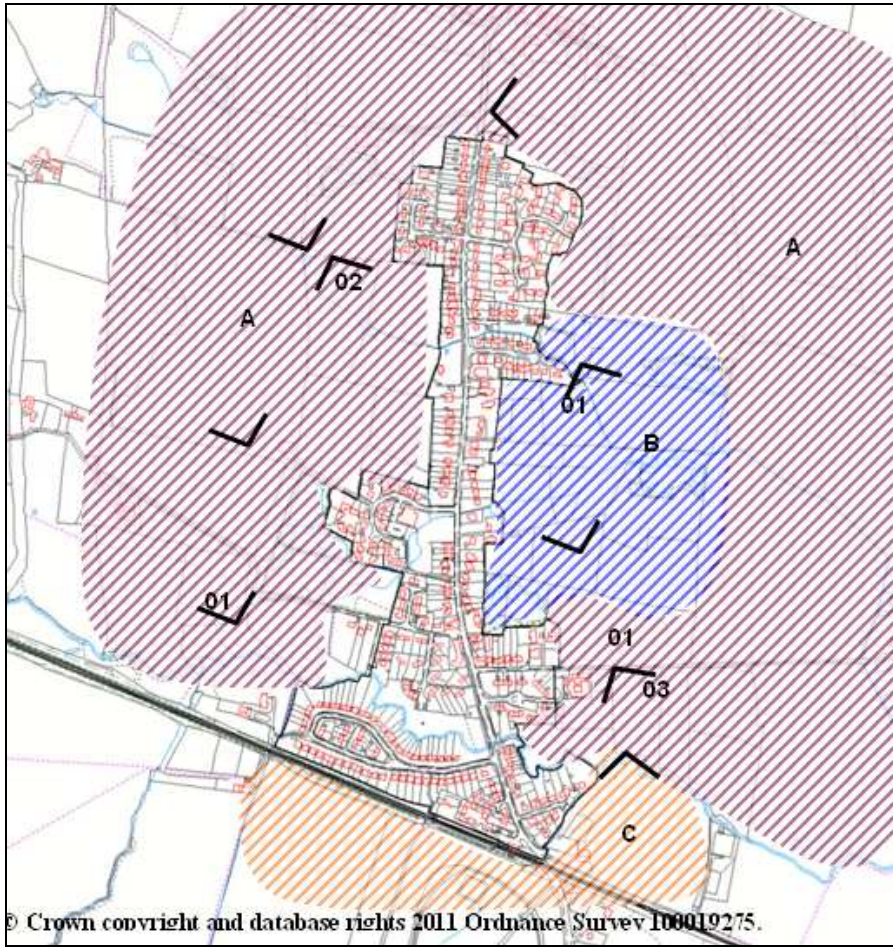 A
02
A
01
B
01
01
03
C
© Crown copyright and database rights 2011 Ordnance Survey 100019275.